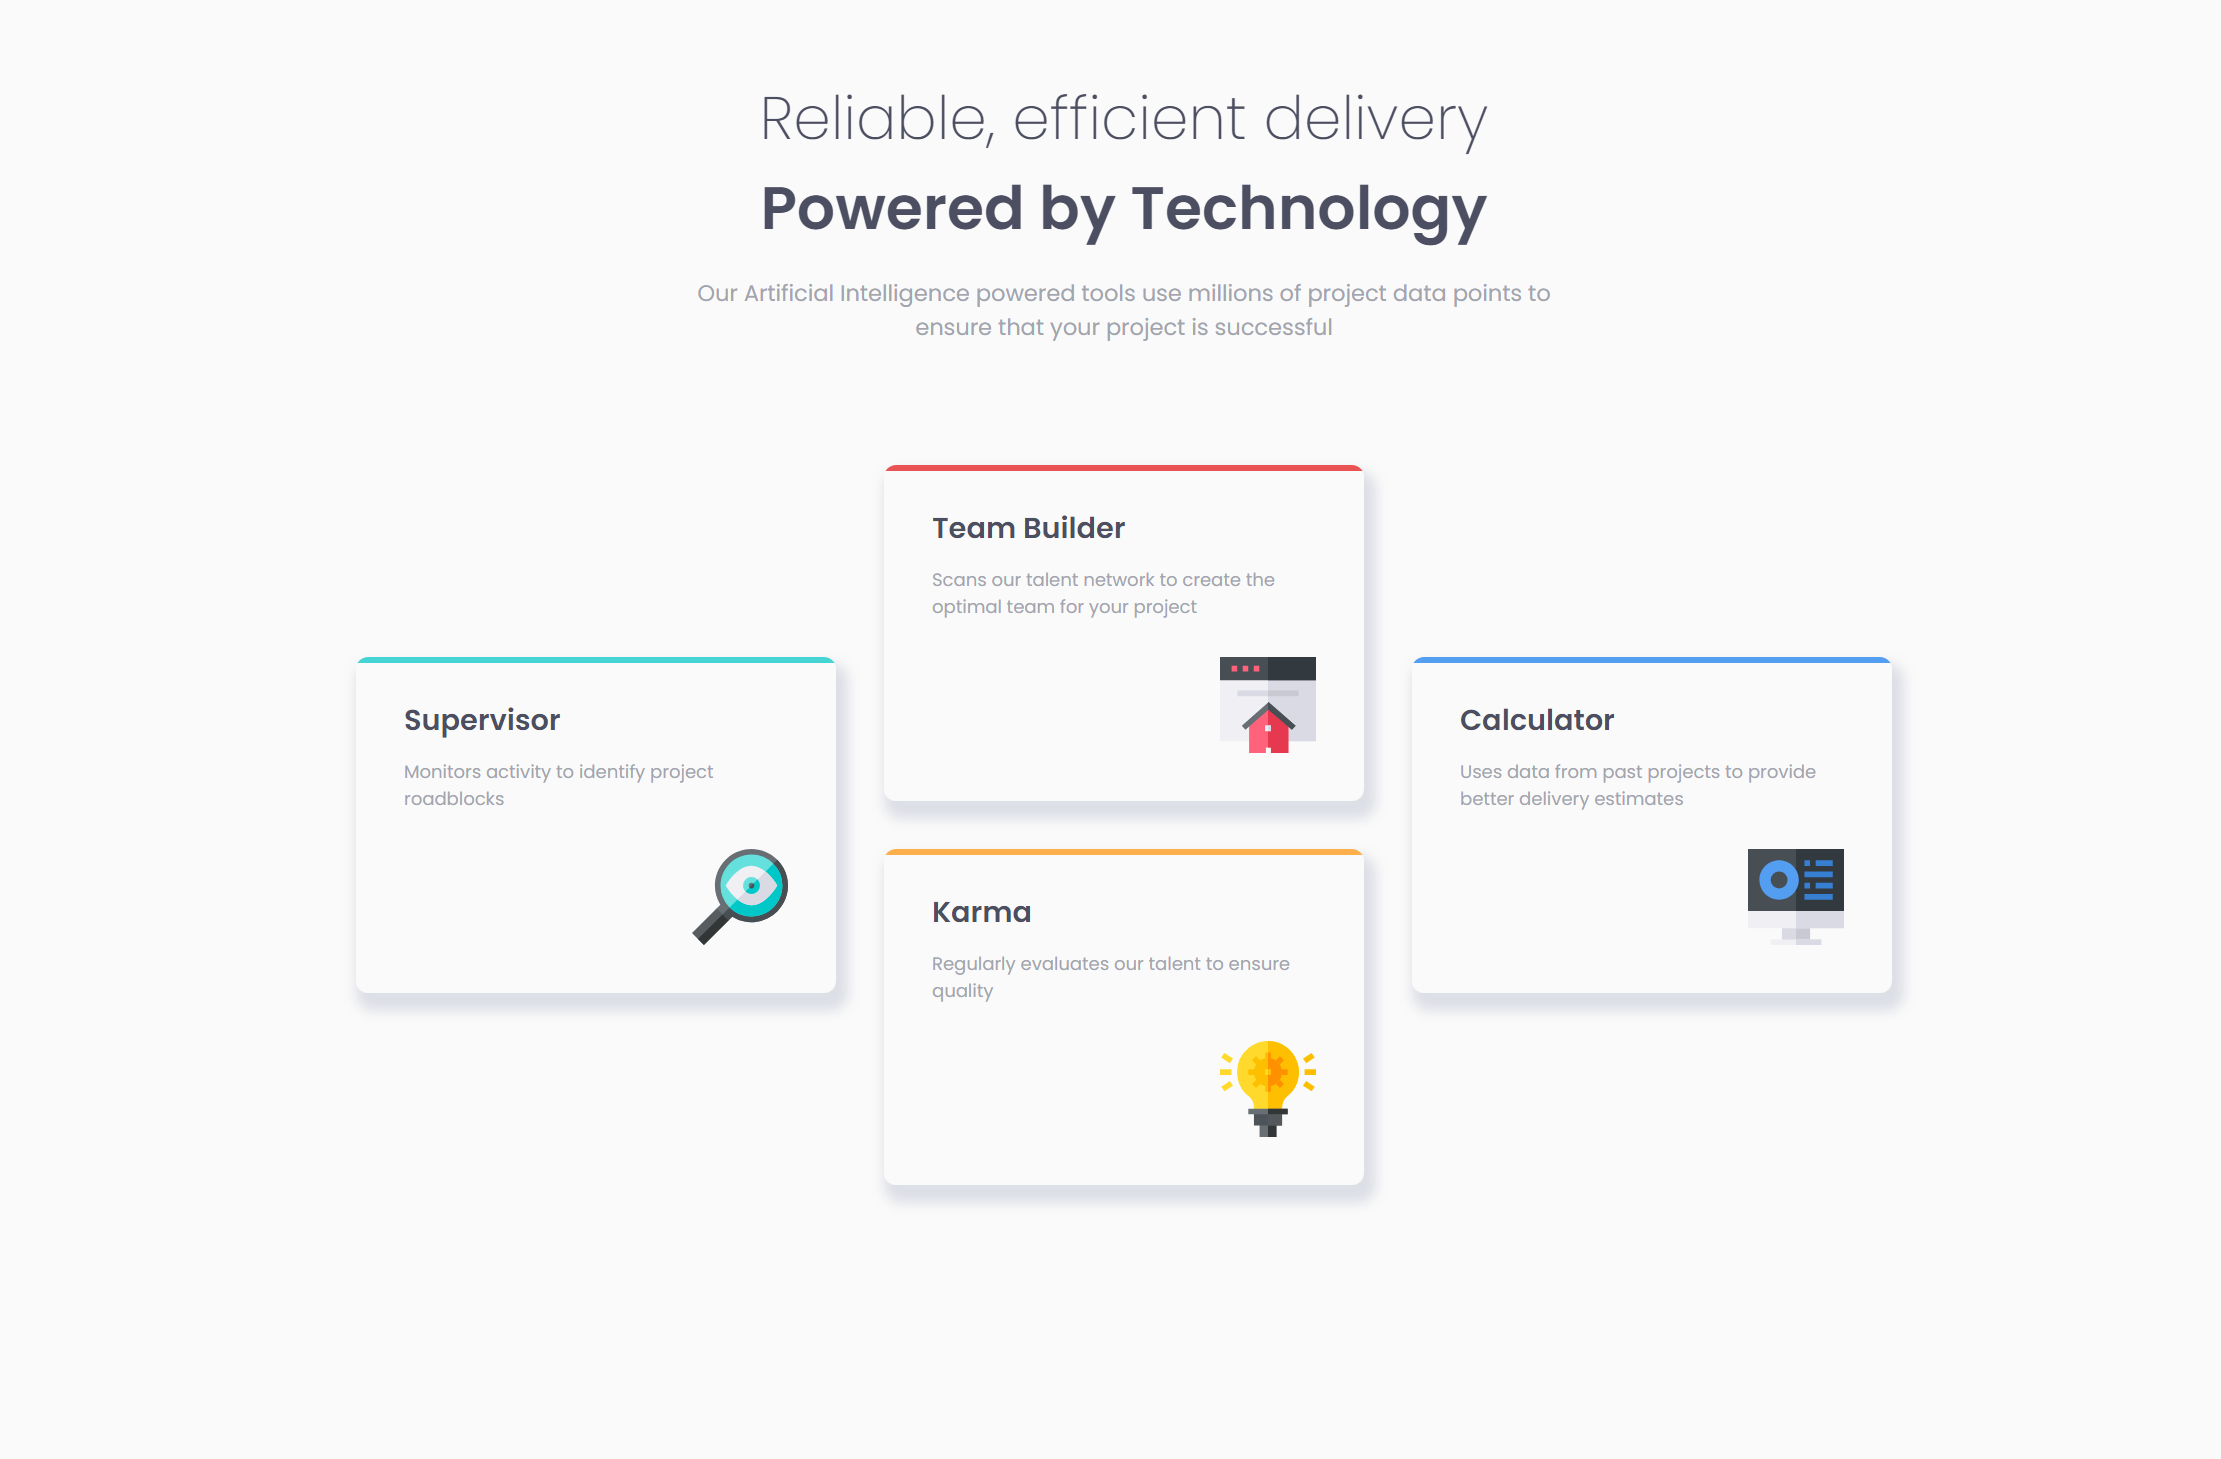 Reliable, efficient delivery
Powered by Technology
Our Artificial Intelligence powered tools use millions of project data points to
ensure that your project is successful
Team Builder
Scans our talent network to create the
optimal team for your project
Supervisor
Monitors activity to identify project
roadblocks
Calculator
Uses data from past projects to provide
better delivery estimates
Karma
Regularly evaluates our talent to ensure
quality